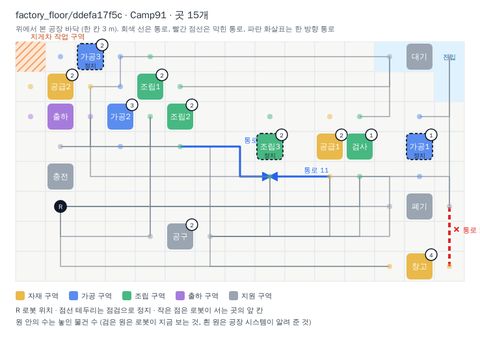 factory_floor/ddefa17f5c · Camp91 · 곳 15개
위에서 본 공장 바닥 (한 칸 3 m). 회색 선은 통로, 빨간 점선은 막힌 통로, 파란 화살표는 한 방향 통로
지게차 작업 구역
가공3 2
대기
진입
공급2 2
조립1 2
출하
가공2 3
조립2 2
통로
조립3 2
공급1 2
검사 1
가공1 1
충전
통로 11
R
폐기
공구 2
통로
창고 4
자재 구역
가공 구역
조립 구역
출하 구역
지원 구역
R 로봇 위치 · 점선 테두리는 점검으로 정지 · 작은 점은 로봇이 서는 곳의 앞 칸
원 안의 수는 놓인 물건 수 (검은 원은 로봇이 지금 보는 것, 흰 원은 공장 시스템이 알려 준 것)